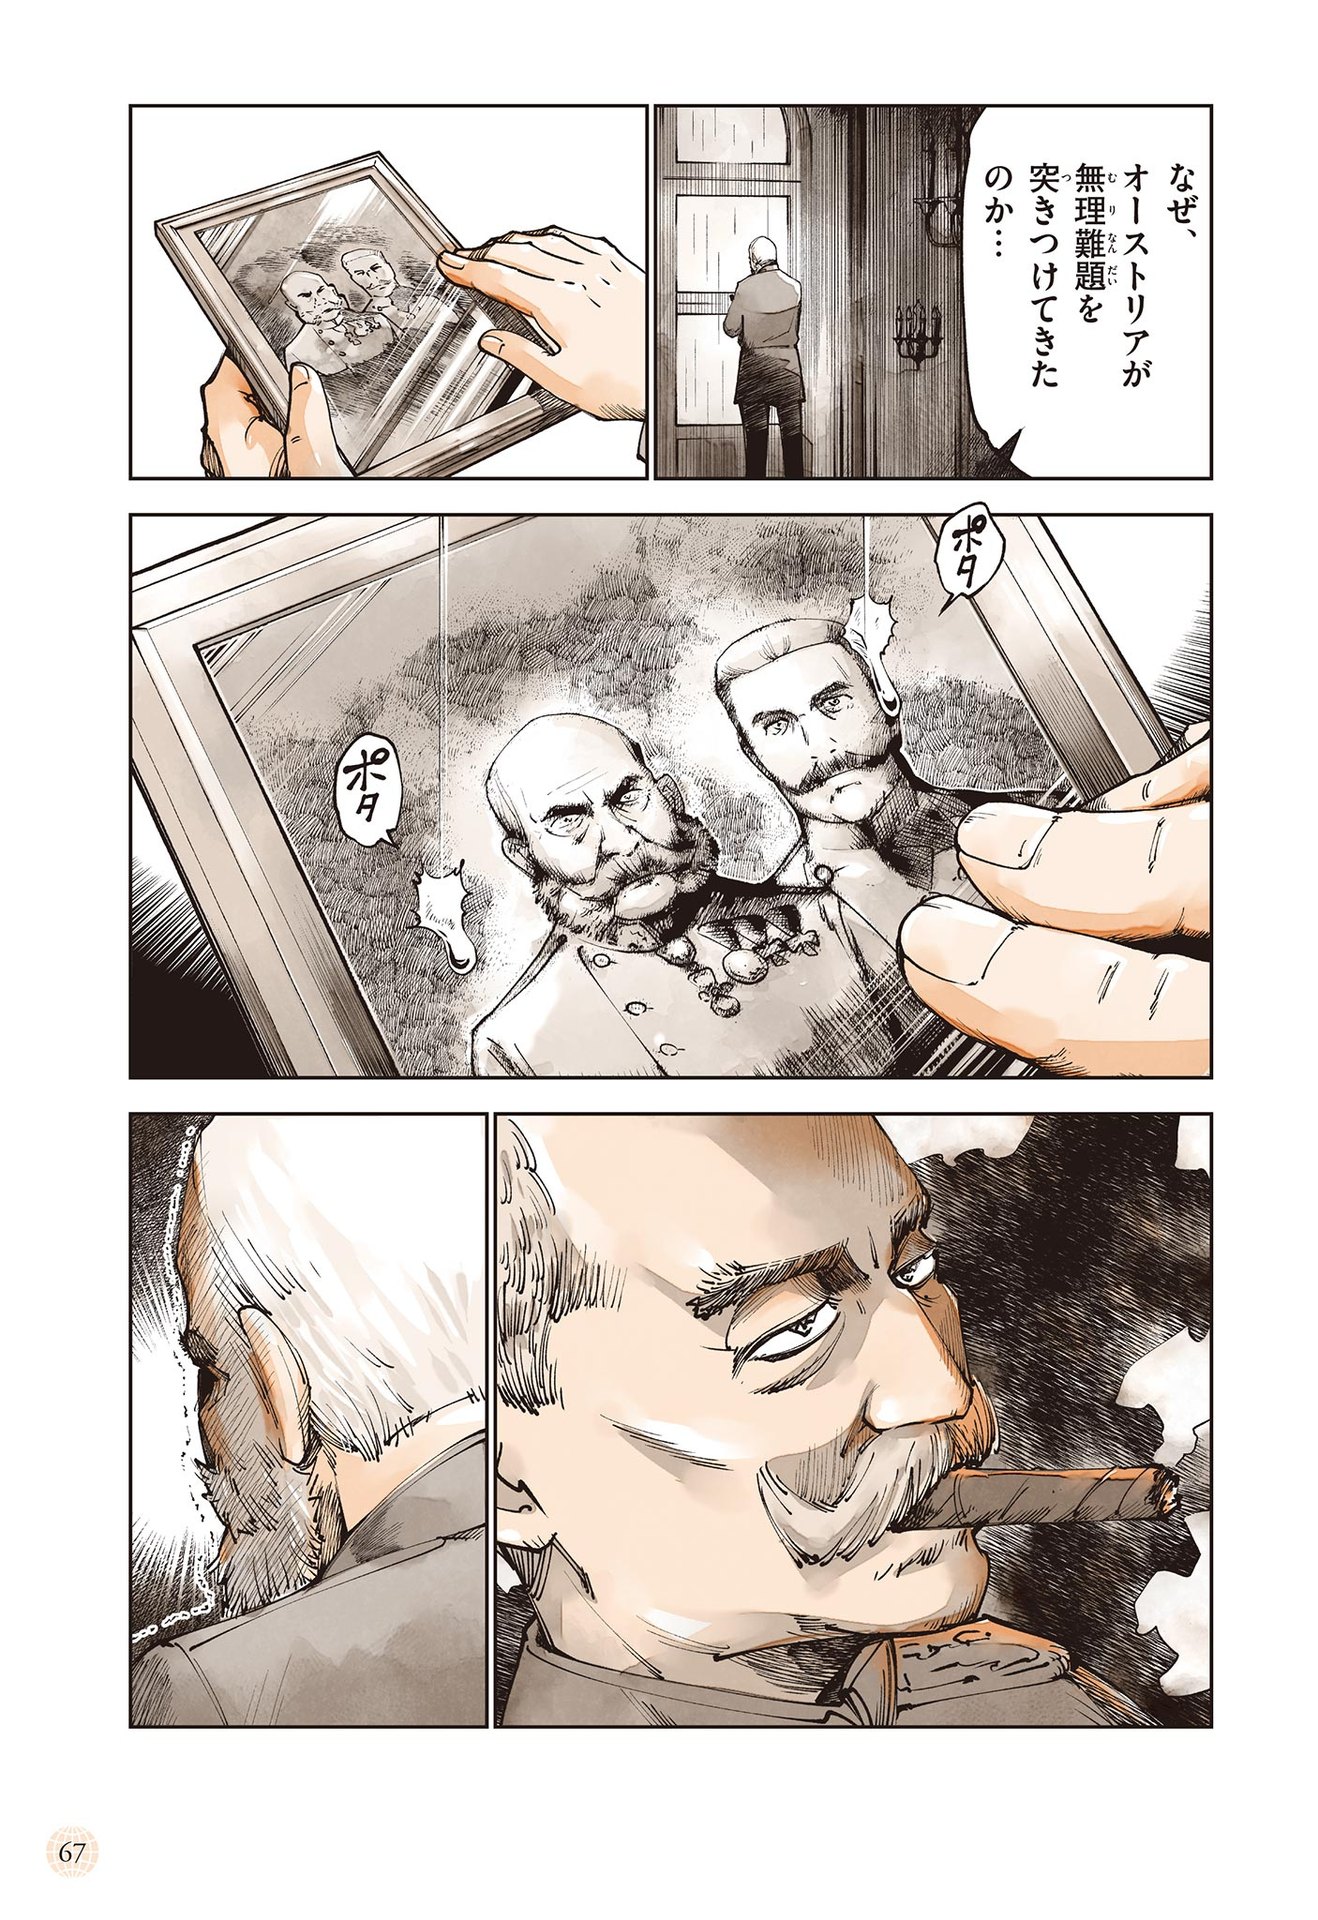 なぜ、
オーストリアが
無理難題を
突きつけてきた
のか…
ポタ
ポタ
67